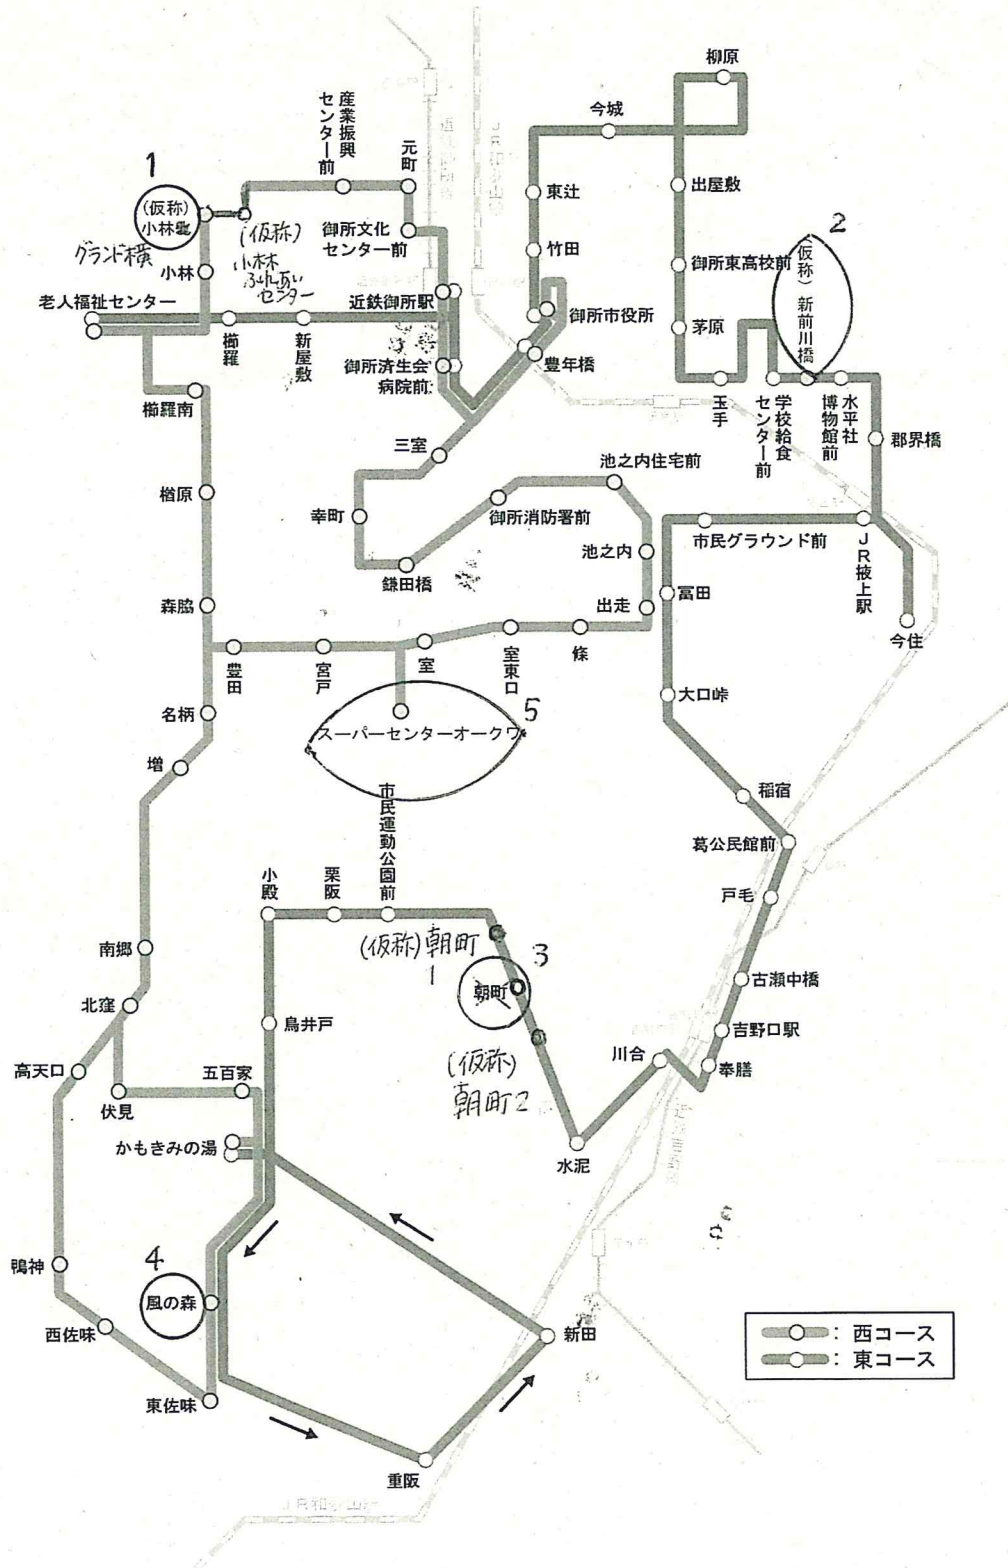 柳原
今城
産業振興
センター前
元町
1
(仮称)
小林
グランド横
(仮称)
小林
ふれあい
センター
御所文化
センター前
東辻
出屋敷
2
(仮称)新前川橋
竹田
御所東高校前
小林
老人福祉センター
近鉄御所駅
御所市役所
茅原
櫛羅
新屋敷
御所済生会
病院前
豊年橋
櫛羅南
玉手
学校給食
センター前
水平社
博物館前
郡界橋
三室
池之内住宅前
楢原
幸町
御所消防署前
市民グラウンド前
JR掖上駅
鎌田橋
池之内
冨田
森脇
出走
今住
豊田
宮戸
室
室東口
條
大口峠
名柄
5
スーパーセンターオークワ
増
稲宿
市民運動公園前
葛公民館前
小殿
栗阪
戸毛
南郷
(仮称)朝町
1
3
朝町
古瀬中橋
北窪
鳥井戸
吉野口駅
川合
奉膳
高天口
五百家
(仮称)
朝町2
伏見
かもきみの湯
水泥
鴨神
4
風の森
西佐味
新田
東佐味
重阪
:西コース
:東コース